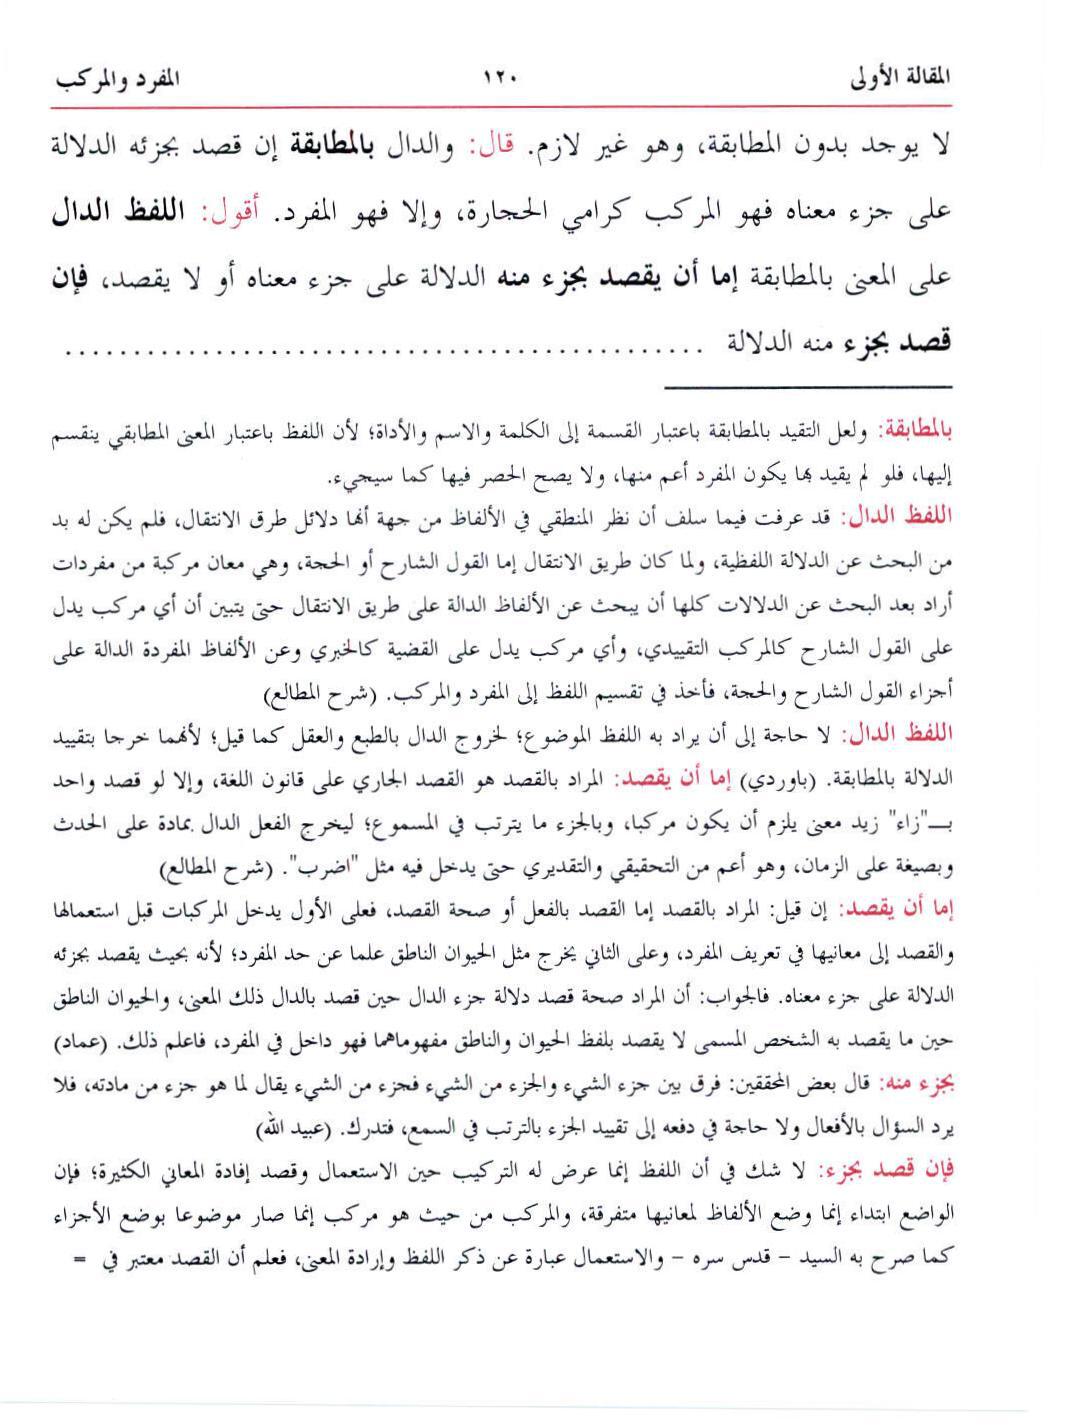 المقالة الأولى ١٢٠ المفرد والمركب
لا يوجد بدون المطابقة، وهو غير لازم. قال: والدال بالمطابقة إن قصد بجزئه الدلالة
على جزء معناه فهو المركب كرامي الحجارة، وإلا فهو المفرد. أقول: اللفظ الدال
على المعنى بالمطابقة إما أن يقصد بجزء منه الدلالة على جزء معناه أو لا يقصد، فإن
قصد بجزء منه الدلالة ................................................
بالمطابقة: ولعل التقيد بالمطابقة باعتبار القسمة إلى الكلمة والاسم والأداة؛ لأن اللفظ باعتبار المعنى المطابقي ينقسم
إليها، فلو لم يقيد بها يكون المفرد أعم منها، ولا يصح الحصر فيها كما سيجيء.
اللفظ الدال: قد عرفت فيما سلف أن نظر المنطقي في الألفاظ من جهة أنها دلائل طرق الانتقال، فلم يكن له بد
من البحث عن الدلالة اللفظية، ولما كان طريق الانتقال إما القول الشارح أو الحجة، وهي معان مركبة من مفردات
أراد بعد البحث عن الدلالات كلها أن يبحث عن الألفاظ الدالة على طريق الانتقال حتى يتبين أن أي مركب يدل
على القول الشارح كالمركب التقييدي، وأي مركب يدل على القضية كالخبري وعن الألفاظ المفردة الدالة على
أجزاء القول الشارح والحجة، فأخذ في تقسيم اللفظ إلى المفرد والمركب. (شرح المطالع)
اللفظ الدال: لا حاجة إلى أن يراد به اللفظ الموضوع؛ لخروج الدال بالطبع والعقل كما قيل؛ لأنهما خرجا بتقييد
الدلالة بالمطابقة. (باوردي) إما أن يقصد: المراد بالقصد هو القصد الجاري على قانون اللغة، وإلا لو قصد واحد
بـــ"زاء" زيد معنى يلزم أن يكون مركبا، وبالجزء ما يترتب في المسموع؛ ليخرج الفعل الدال بمادة على الحدث
وبصيغة على الزمان، وهو أعم من التحقيقي والتقديري حتى يدخل فيه مثل "اضرب". (شرح المطالع)
إما أن يقصد: إن قيل: المراد بالقصد إما القصد بالفعل أو صحة القصد، فعلى الأول يدخل المركبات قبل استعمالها
والقصد إلى معانيها في تعريف المفرد، وعلى الثاني يخرج مثل الحيوان الناطق علما عن حد المفرد؛ لأنه بحيث يقصد بجزئه
الدلالة على جزء معناه. فالجواب: أن المراد صحة قصد دلالة جزء الدال حين قصد بالدال ذلك المعنى، والحيوان الناطق
حين ما يقصد به الشخص المسمى لا يقصد بلفظ الحيوان والناطق مفهوماهما فهو داخل في المفرد، فاعلم ذلك. (عماد)
بجزء منه: قال بعض المحققين: فرق بين جزء الشيء والجزء من الشيء فجزء من الشيء يقال لما هو جزء من مادته، فلا
يرد السؤال بالأفعال ولا حاجة في دفعه إلى تقييد الجزء بالترتب في السمع، فتدرك. (عبيد الله)
فإن قصد بجزء: لا شك في أن اللفظ إنما عرض له التركيب حين الاستعمال وقصد إفادة المعاني الكثيرة؛ فإن
الواضع ابتداء إنما وضع الألفاظ لمعانيها متفرقة، والمركب من حيث هو مركب إنما صار موضوعا بوضع الأجزاء
كما صرح به السيد – قدس سره – والاستعمال عبارة عن ذكر اللفظ وإرادة المعنى، فعلم أن القصد معتبر في =